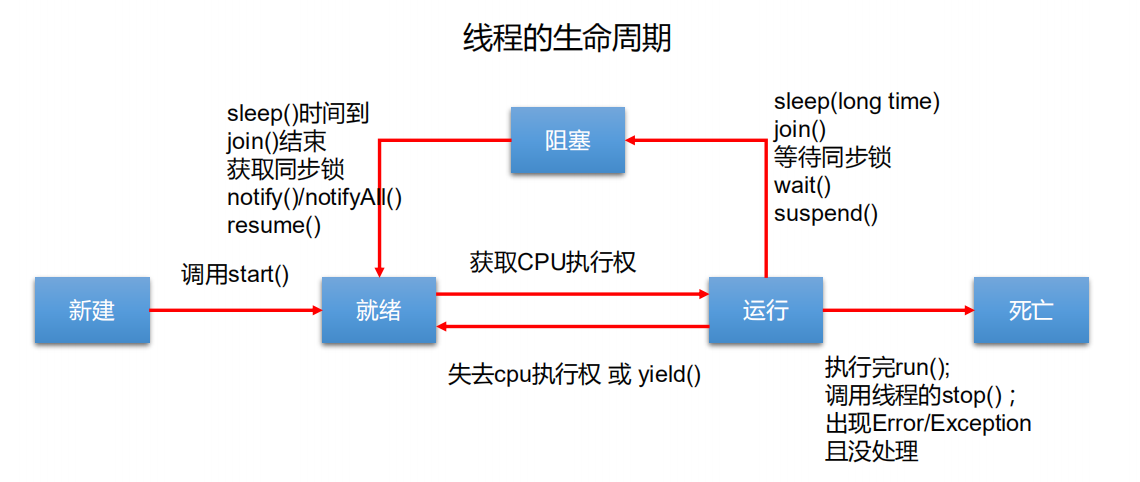 线程的生命周期
sleep()时间到
join()结束
获取同步锁
notify()/notifyAll()
resume()
阻塞
sleep(long time)
join()
等待同步锁
wait()
suspend()
调用start()
获取CPU执行权
新建
就绪
运行
死亡
失去cpu执行权 或 yield()
执行完run();
调用线程的stop() ;
出现Error/Exception
且没处理